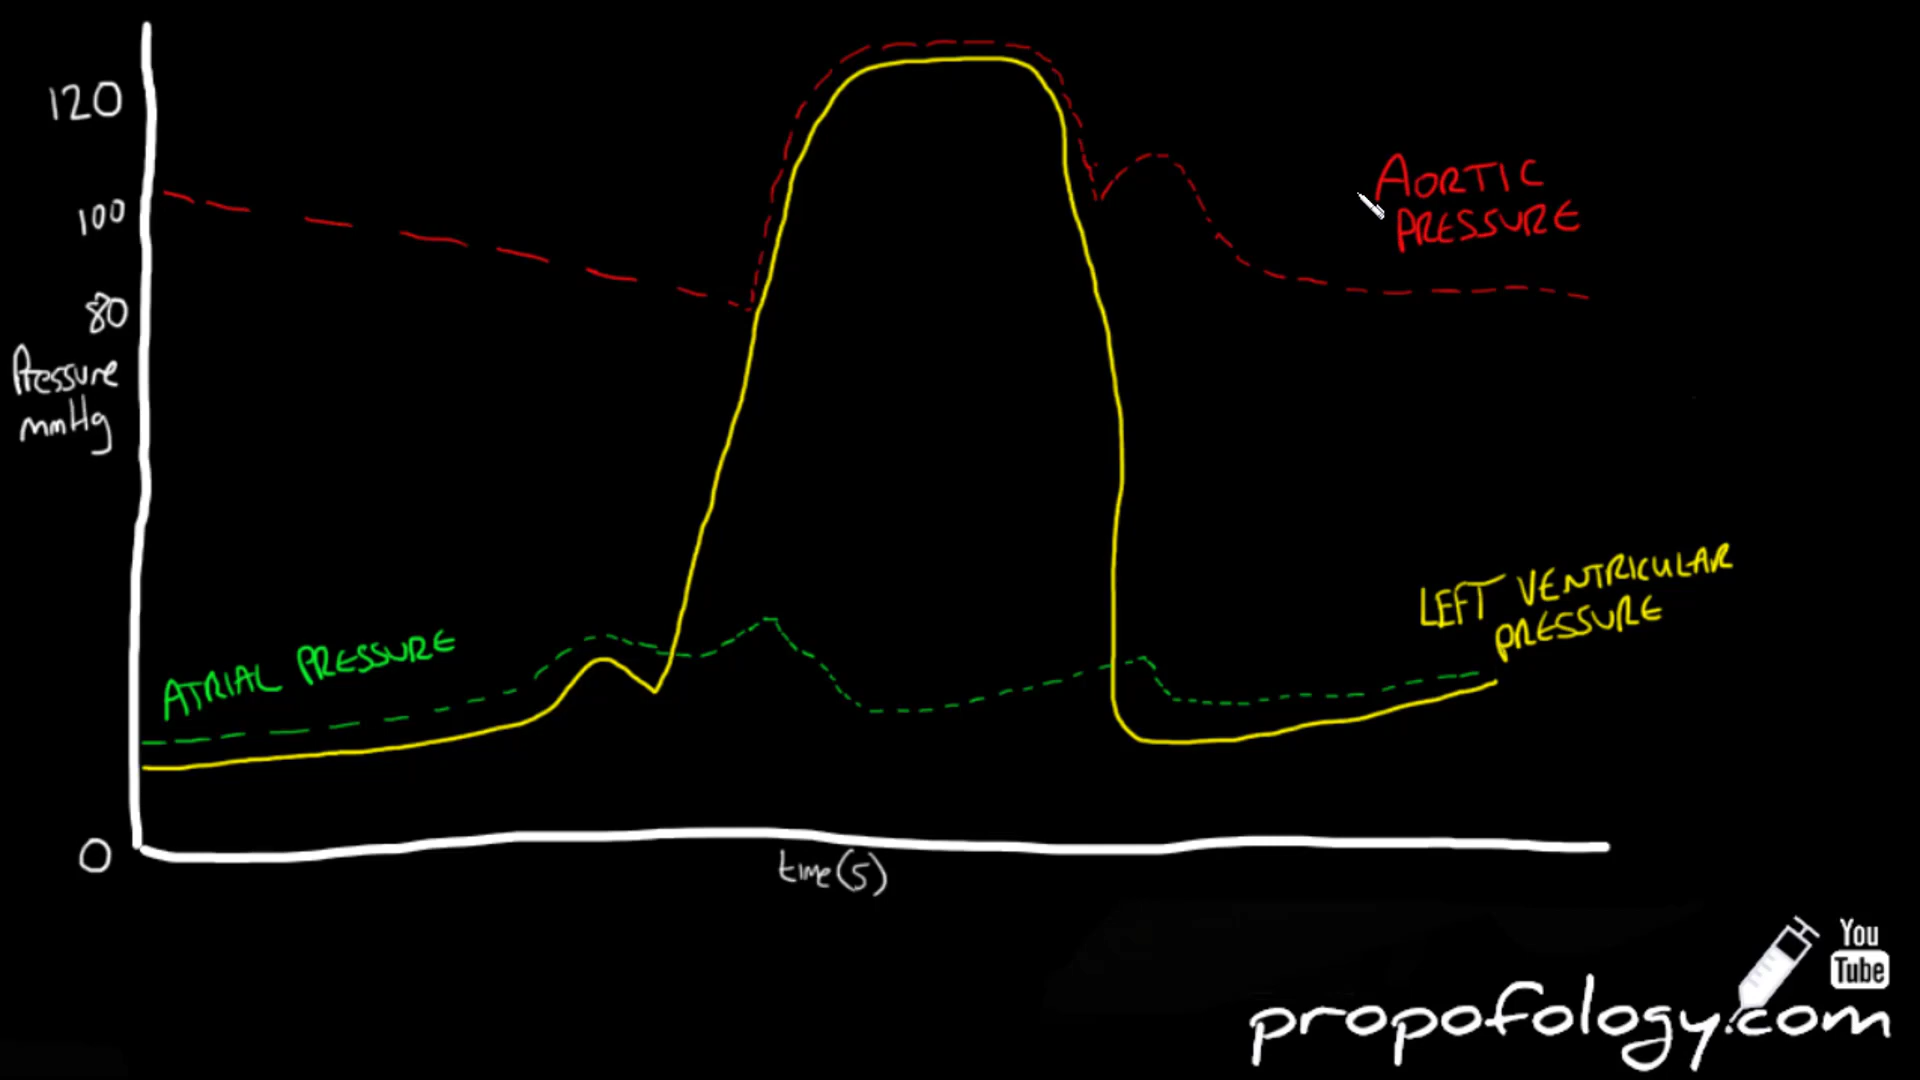 120
100
80
Pressure
mmHg
0
AORTIC
PRESSURE
ATRIAL PRESSURE
LEFT VENTRICULAR
PRESSURE
time (s)
You
Tube
propofology.com